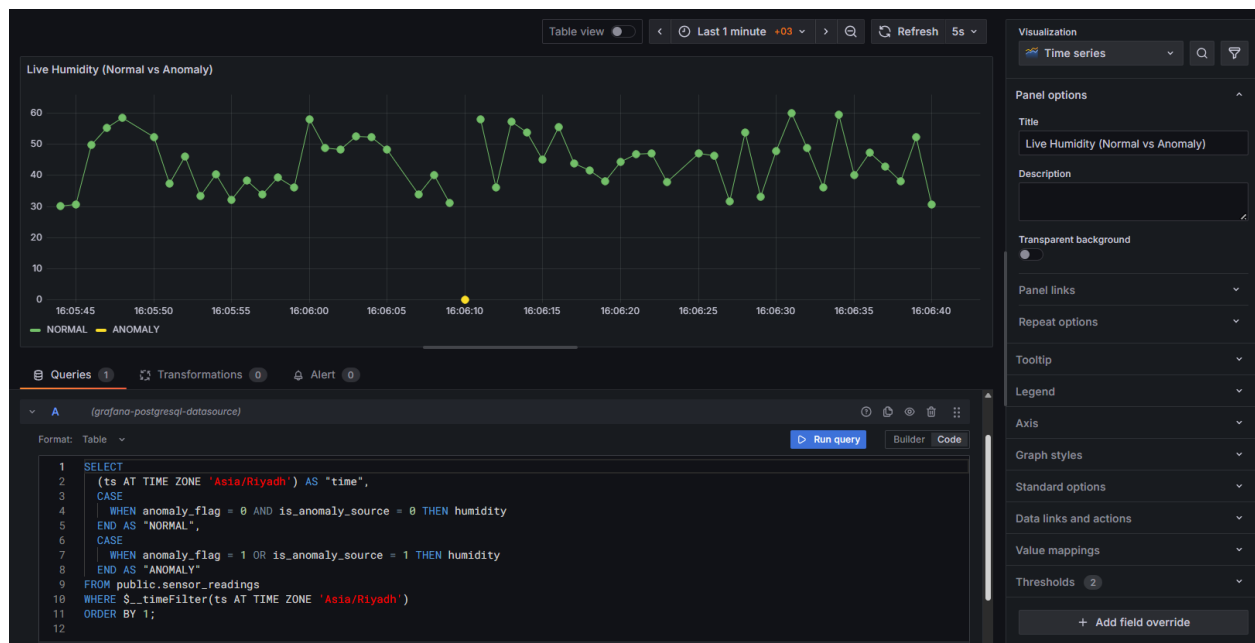 Table view
Last 1 minute +03
Refresh 5s
Live Humidity (Normal vs Anomaly)
60
50
40
30
20
10
0
16:05:45 16:05:50 16:05:55 16:06:00 16:06:05 16:06:10 16:06:15 16:06:20 16:06:25 16:06:30 16:06:35 16:06:40
NORMAL ANOMALY
Queries 1 Transformations 0 Alert 0
A (grafana-postgresql-datasource)
Format: Table Run query Builder Code
1 SELECT
2 (ts AT TIME ZONE 'Asia/Riyadh') AS "time",
3 CASE
4 WHEN anomaly_flag = 0 AND is_anomaly_source = 0 THEN humidity
5 END AS "NORMAL",
6 CASE
7 WHEN anomaly_flag = 1 OR is_anomaly_source = 1 THEN humidity
8 END AS "ANOMALY"
9 FROM public.sensor_readings
10 WHERE $__timeFilter(ts AT TIME ZONE 'Asia/Riyadh')
11 ORDER BY 1;
12
Visualization
Time series
Panel options
Title
Live Humidity (Normal vs Anomaly)
Description
Transparent background
Panel links
Repeat options
Tooltip
Legend
Axis
Graph styles
Standard options
Data links and actions
Value mappings
Thresholds 2
+ Add field override